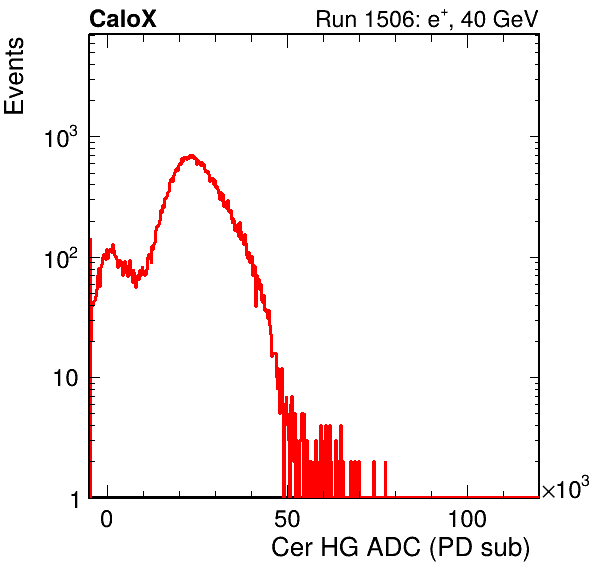 CaloX Run 1506: e⁺, 40 GeV
Events
10³
10²
10
1
0 50 100 ×10³
Cer HG ADC (PD sub)